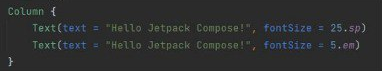 Column {
    Text(text = "Hello Jetpack Compose!", fontSize = 25.sp)
    Text(text = "Hello Jetpack Compose!", fontSize = 5.em)
}